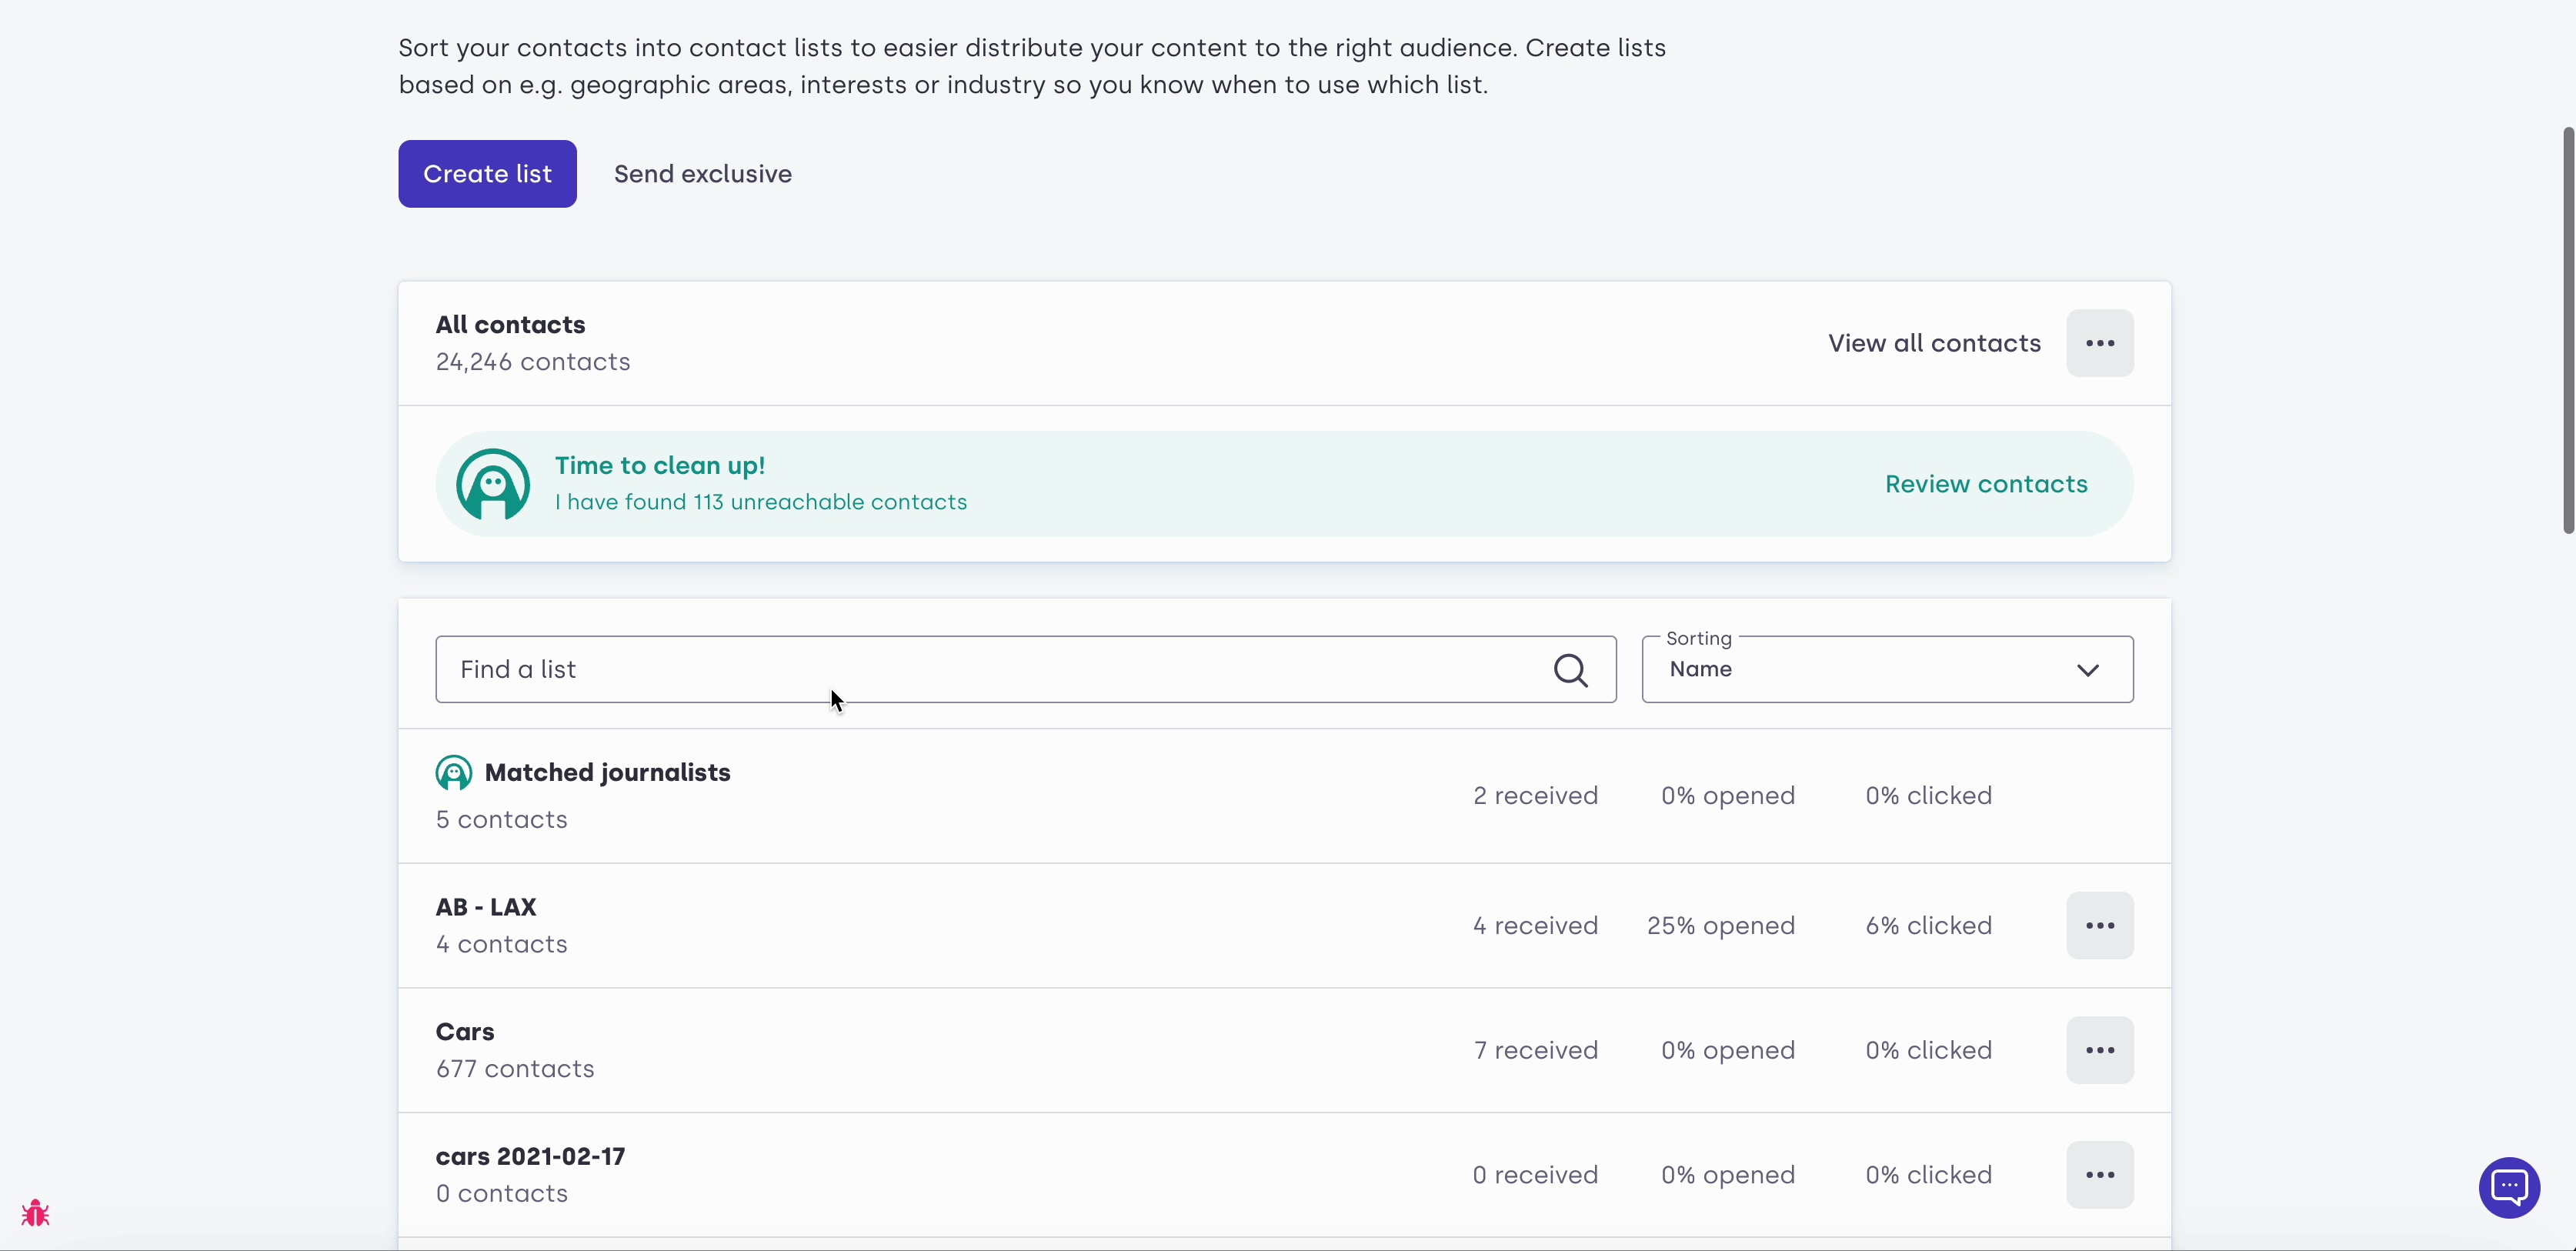 Sort your contacts into contact lists to easier distribute your content to the right audience. Create lists
based on e.g. geographic areas, interests or industry so you know when to use which list.
Create list
Send exclusive
All contacts
24,246 contacts
View all contacts
Time to clean up!
I have found 113 unreachable contacts
Review contacts
Find a list
Sorting
Name
Matched journalists
5 contacts
2 received 0% opened 0% clicked
AB - LAX
4 contacts
4 received 25% opened 6% clicked
Cars
677 contacts
7 received 0% opened 0% clicked
cars 2021-02-17
0 contacts
0 received 0% opened 0% clicked